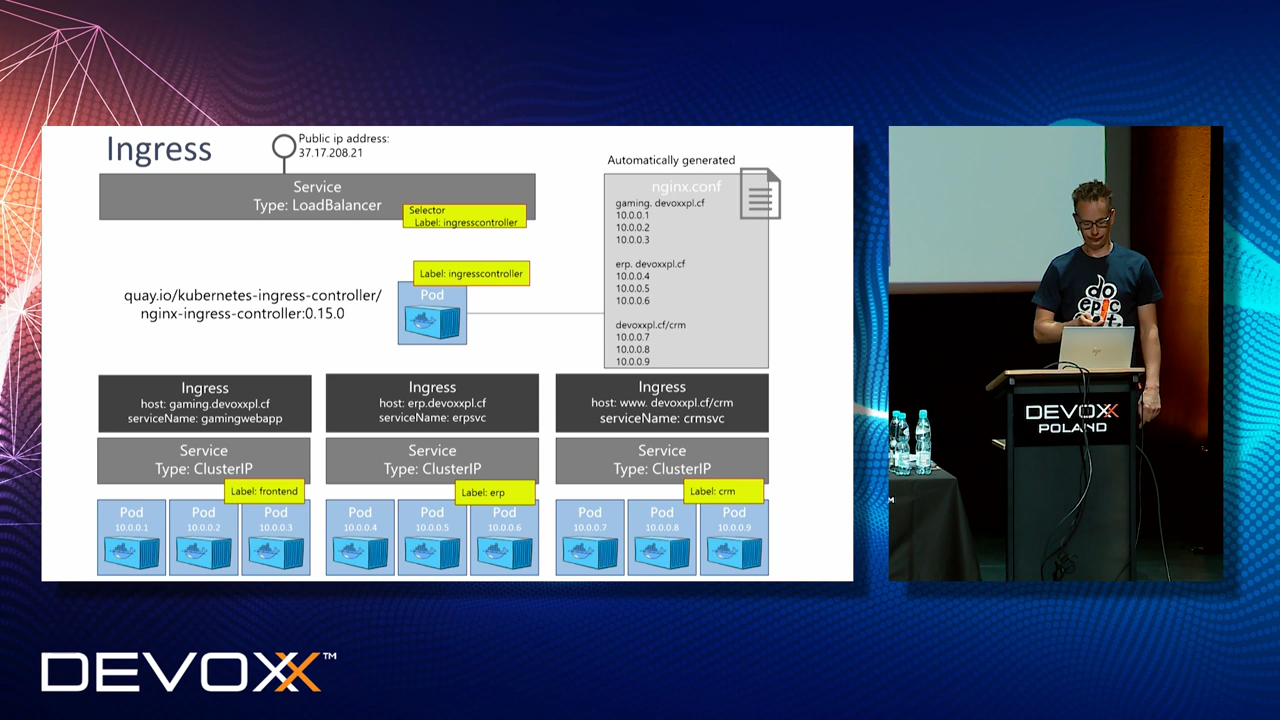 Ingress
Public ip address:
37.17.208.21
Service
Type: LoadBalancer
Selector
Label: ingresscontroller
Automatically generated
nginx.conf
gaming. devoxxpl.cf
10.0.0.1
10.0.0.2
10.0.0.3
erp. devoxxpl.cf
10.0.0.4
10.0.0.5
10.0.0.6
devoxxpl.cf/crm
10.0.0.7
10.0.0.8
10.0.0.9
Label: ingresscontroller
Pod
quay.io/kubernetes-ingress-controller/
nginx-ingress-controller:0.15.0
Ingress
host: gaming.devoxxpl.cf
serviceName: gamingwebapp
Ingress
host: erp.devoxxpl.cf
serviceName: erpsvc
Ingress
host: www. devoxxpl.cf/crm
serviceName: crmsvc
Service
Type: ClusterIP
Service
Type: ClusterIP
Service
Type: ClusterIP
Label: frontend
Label: erp
Label: crm
Pod
10.0.0.1
Pod
10.0.0.2
Pod
10.0.0.3
Pod
10.0.0.4
Pod
10.0.0.5
Pod
10.0.0.6
Pod
10.0.0.7
Pod
10.0.0.8
Pod
10.0.0.9
do
epic
DEVOXX
POLAND
hp
DEVOXX™